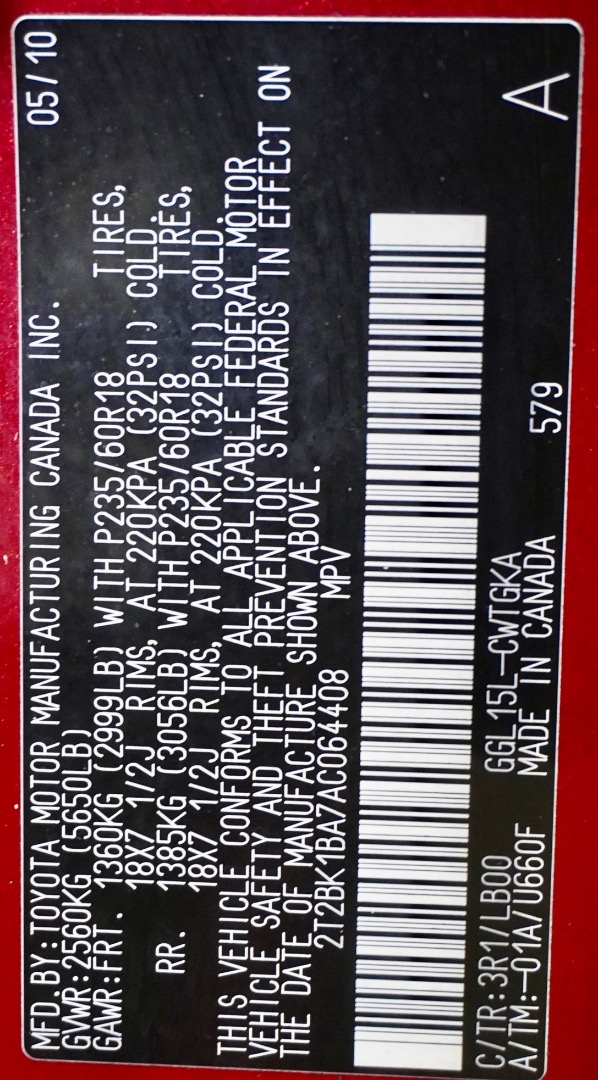 MFD. BY: TOYOTA MOTOR MANUFACTURING CANADA INC. 05/10
GVWR: 2560KG (5650LB)
GAWR: FRT. 1360KG (2999LB) WITH P235/60R18 TIRES,
18X7 1/2J RIMS, AT 220KPA (32PSI) COLD.
RR. 1385KG (3056LB) WITH P235/60R18 TIRES,
18X7 1/2J RIMS, AT 220KPA (32PSI) COLD.
THIS VEHICLE CONFORMS TO ALL APPLICABLE FEDERAL MOTOR
VEHICLE SAFETY AND THEFT PREVENTION STANDARDS IN EFFECT ON
THE DATE OF MANUFACTURE SHOWN ABOVE.
2T2BK1BA7AC064408 MPV
C/TR: 3R1/LB00 GGL15L-CWTGKA
A/TM: -01A/U660F MADE IN CANADA 579 A